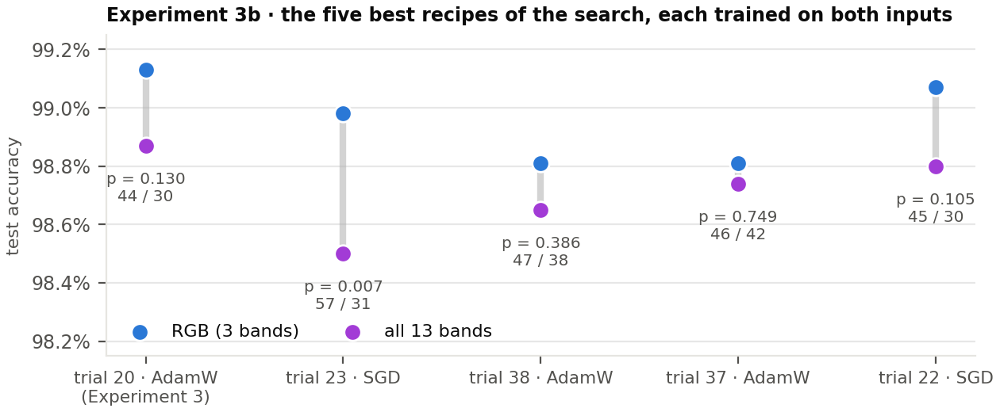 Experiment 3b · the five best recipes of the search, each trained on both inputs
99.2%
99.0%
98.8%
98.6%
98.4%
98.2%
test accuracy
p = 0.130
44 / 30
p = 0.007
57 / 31
p = 0.386
47 / 38
p = 0.749
46 / 42
p = 0.105
45 / 30
RGB (3 bands)
all 13 bands
trial 20 · AdamW
(Experiment 3)
trial 23 · SGD
trial 38 · AdamW
trial 37 · AdamW
trial 22 · SGD